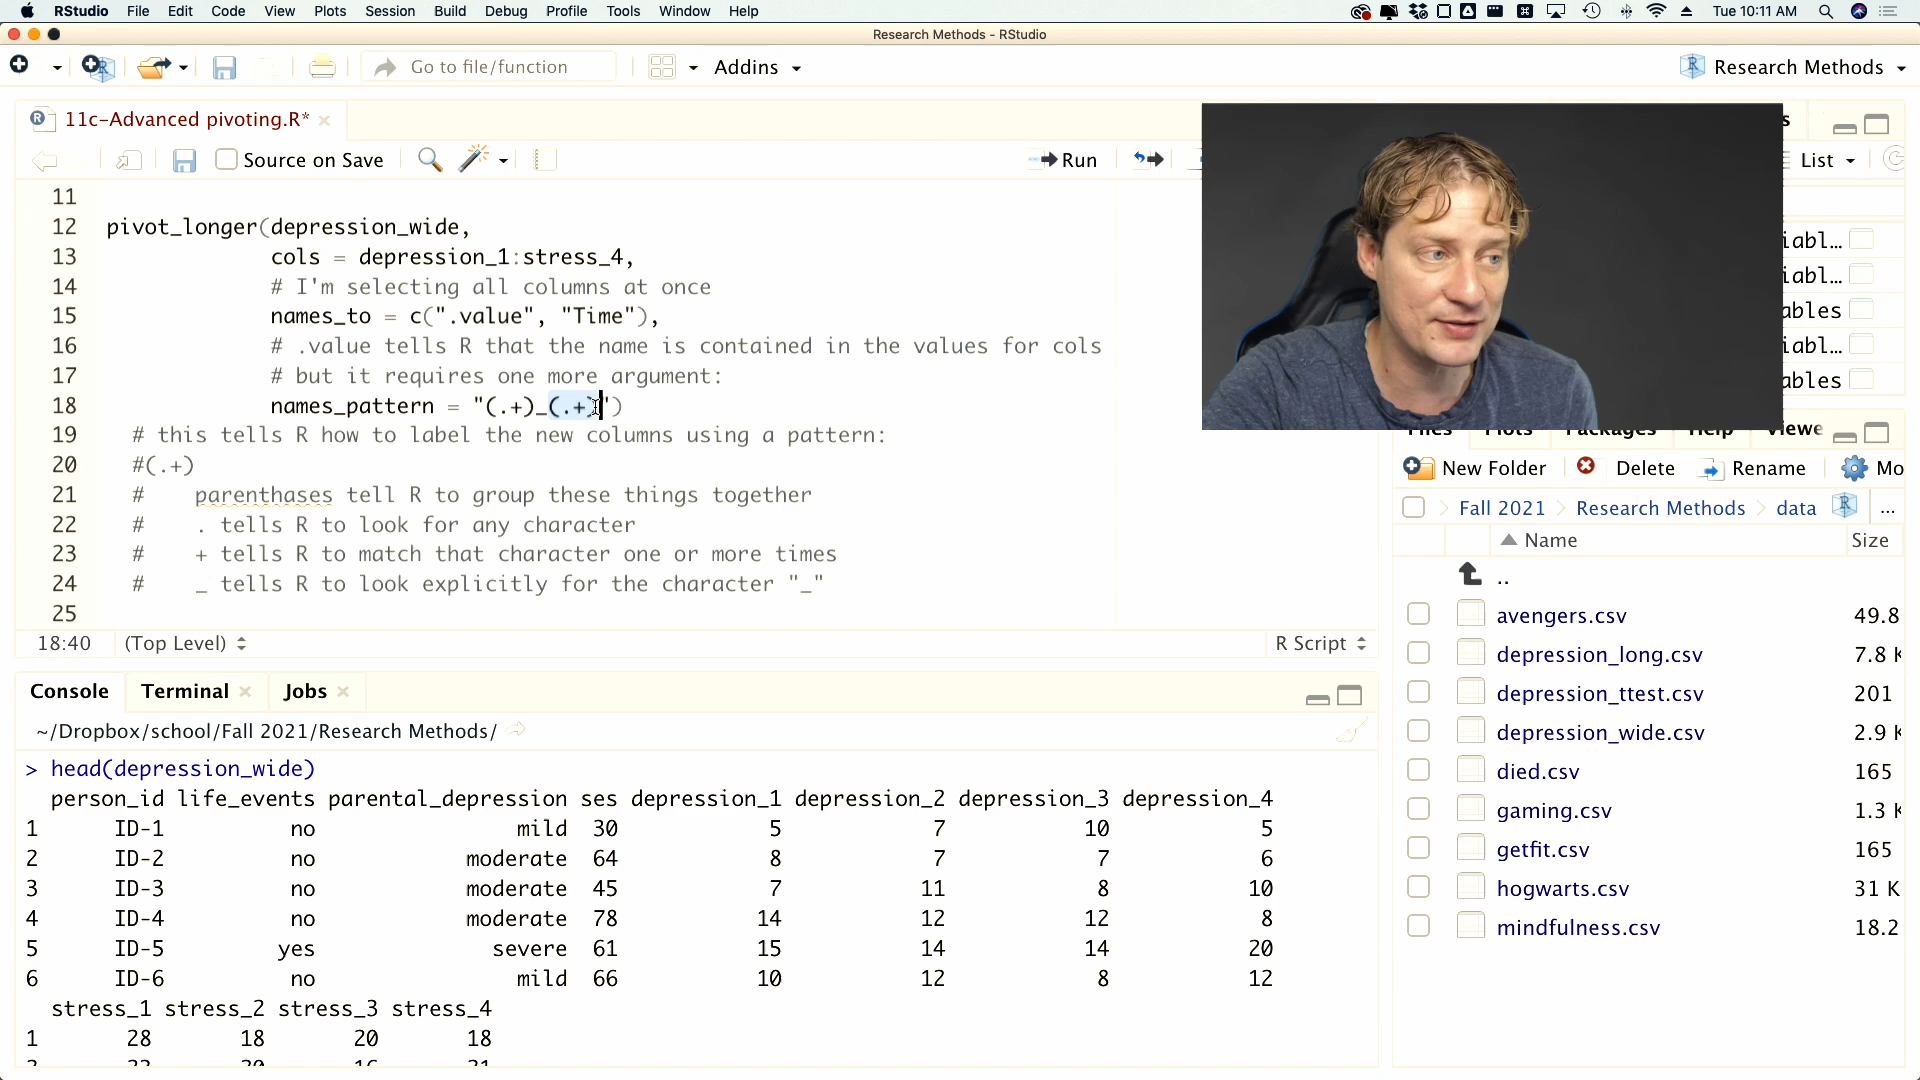 RStudio File Edit Code View Plots Session Build Debug Profile Tools Window Help Tue 10:11 AM
Research Methods - RStudio
Go to file/function Addins Research Methods
11c-Advanced pivoting.R*
Source on Save Run List
11
12 pivot_longer(depression_wide,
13 cols = depression_1:stress_4,
14 # I'm selecting all columns at once
15 names_to = c(".value", "Time"),
16 # .value tells R that the name is contained in the values for cols
17 # but it requires one more argument:
18 names_pattern = "(.+)_(.+)")
19 # this tells R how to label the new columns using a pattern:
20 #(.+)
21 # parenthases tell R to group these things together
22 # . tells R to look for any character
23 # + tells R to match that character one or more times
24 # _ tells R to look explicitly for the character "_"
25
18:40 (Top Level) R Script
Console Terminal Jobs
~/Dropbox/school/Fall 2021/Research Methods/
> head(depression_wide)
person_id life_events parental_depression ses depression_1 depression_2 depression_3 depression_4
1 ID-1 no mild 30 5 7 10 5
2 ID-2 no moderate 64 8 7 7 6
3 ID-3 no moderate 45 7 11 8 10
4 ID-4 no moderate 78 14 12 12 8
5 ID-5 yes severe 61 15 14 14 20
6 ID-6 no mild 66 10 12 8 12
stress_1 stress_2 stress_3 stress_4
1 28 18 20 18
iabl...
iabl...
ables
iabl...
ables
Files Plots Packages Help Viewe
New Folder Delete Rename Mo
Fall 2021 Research Methods data ...
Name Size
..
avengers.csv 49.8
depression_long.csv 7.8 K
depression_ttest.csv 201
depression_wide.csv 2.9 K
died.csv 165
gaming.csv 1.3 K
getfit.csv 165
hogwarts.csv 31 K
mindfulness.csv 18.2